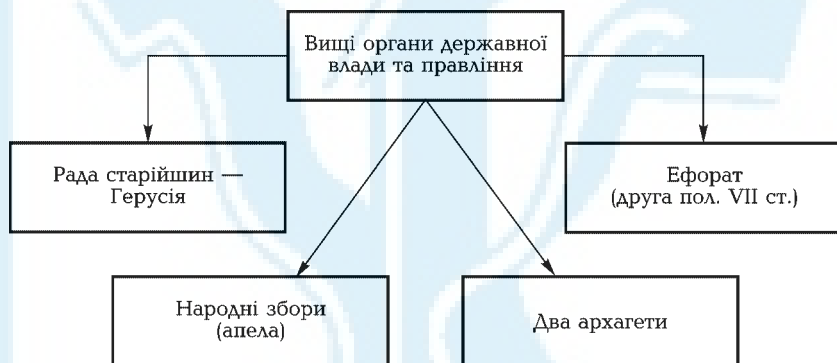 Вищі органи державної
влади та правління
Рада старійшин —
Герусія
Ефорат
(друга пол. VII ст.)
Народні збори
(апела)
Два архагети